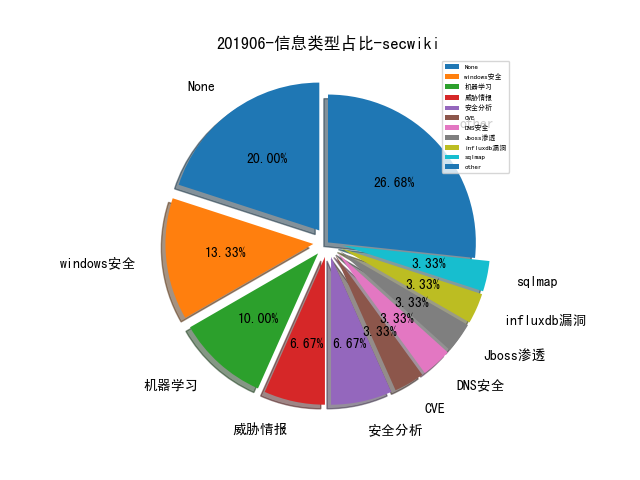 201906-信息类型占比-secwiki
None
windows安全
机器学习
威胁情报
安全分析
CVE
DNS安全
Jboss渗透
influxdb漏洞
sqlmap
other
None
other
20.00%
26.68%
windows安全
13.33%
3.33%
sqlmap
3.33%
3.33%
influxdb漏洞
10.00%
3.33%
3.33%
6.67%
6.67%
Jboss渗透
机器学习
DNS安全
CVE
威胁情报
安全分析